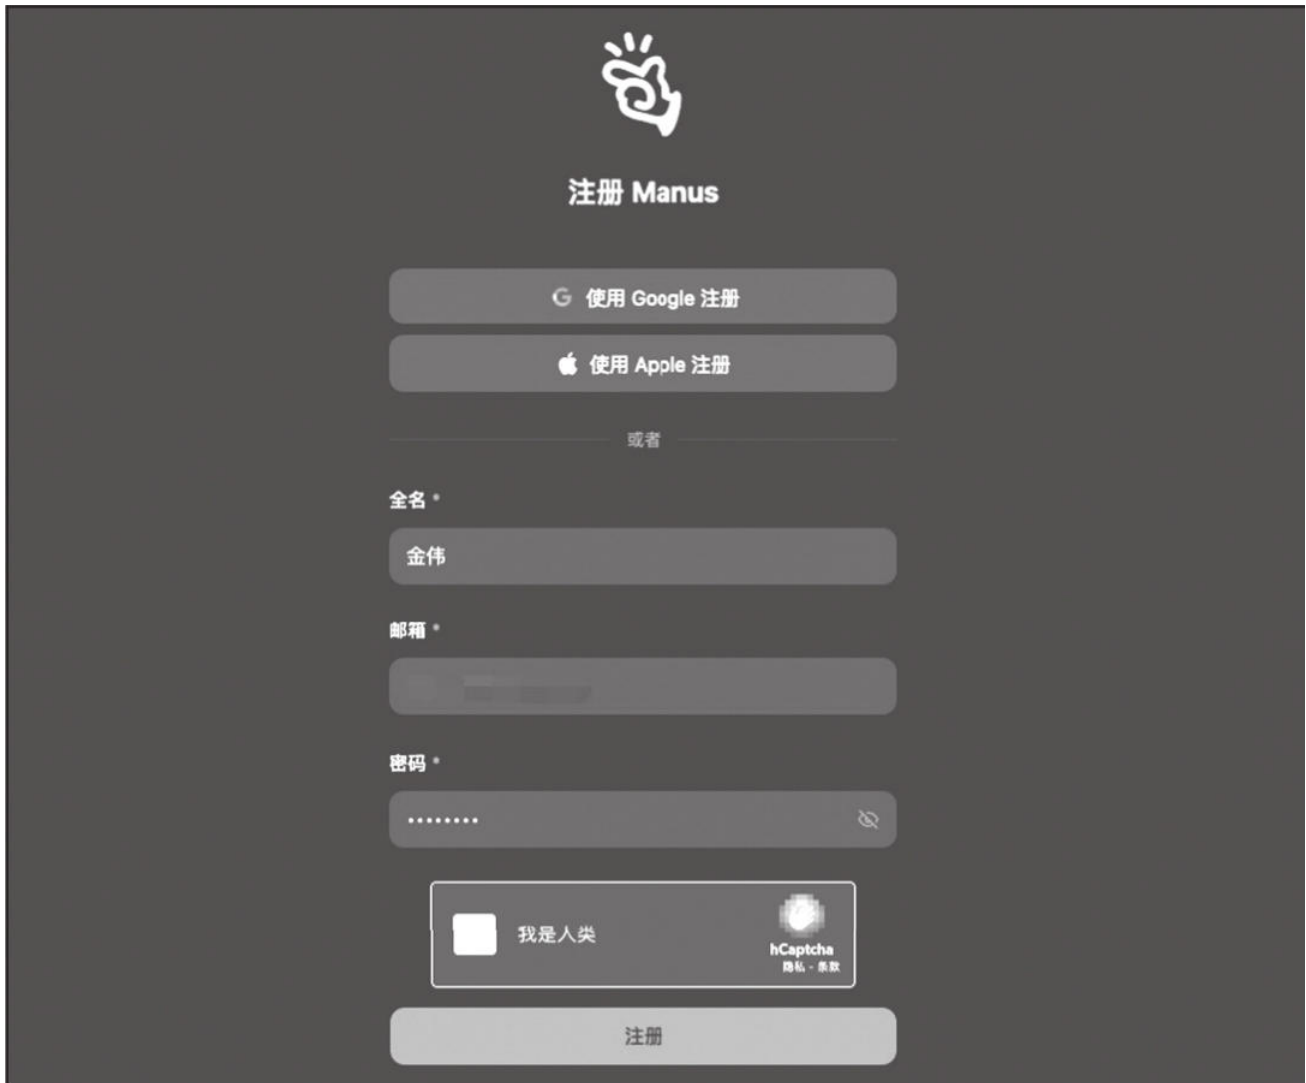 注册 Manus
G 使用 Google 注册
使用 Apple 注册
或者
全名 *
金伟
邮箱 *
密码 *
••••••••
我是人类
hCaptcha
隐私 - 条款
注册